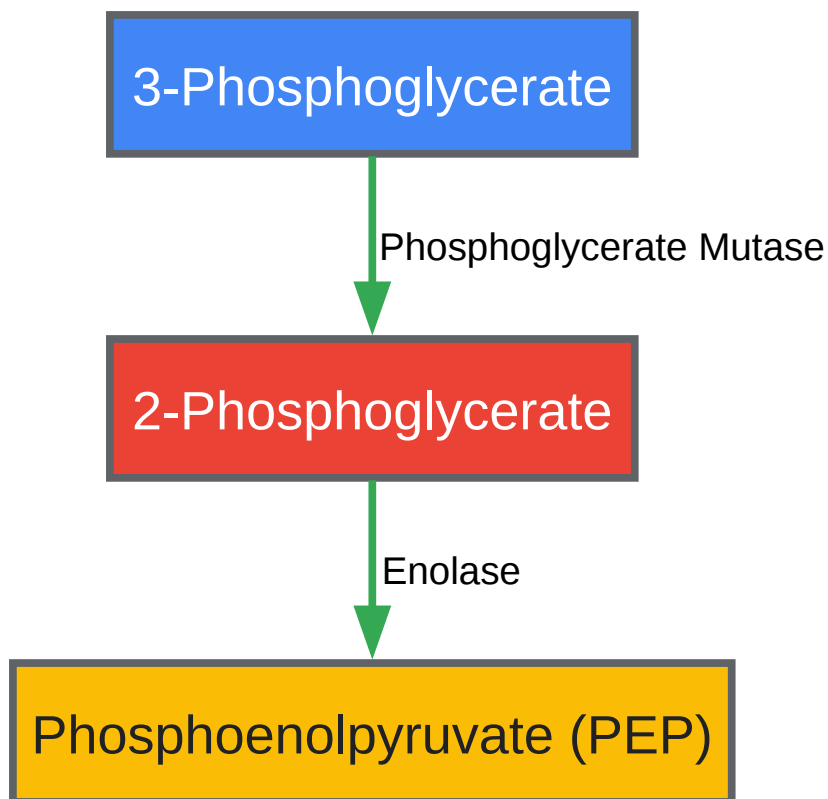 3-Phosphoglycerate
Phosphoglycerate Mutase
2-Phosphoglycerate
Enolase
Phosphoenolpyruvate (PEP)